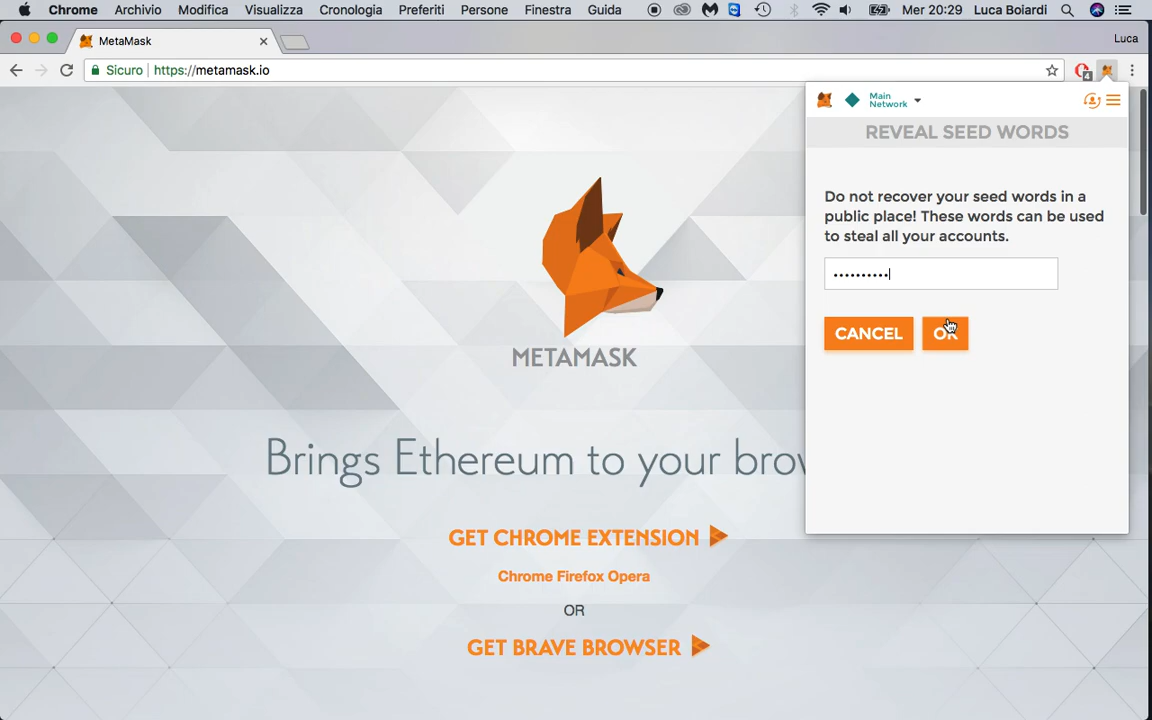 Chrome Archivio Modifica Visualizza Cronologia Preferiti Persone Finestra Guida Mer 20:29 Luca Boiardi
MetaMask
Luca
Sicuro https://metamask.io
4
Main
Network
REVEAL SEED WORDS
Do not recover your seed words in a
public place! These words can be used
to steal all your accounts.
••••••••••
CANCEL OK
METAMASK
Brings Ethereum to your brow
GET CHROME EXTENSION
Chrome Firefox Opera
OR
GET BRAVE BROWSER